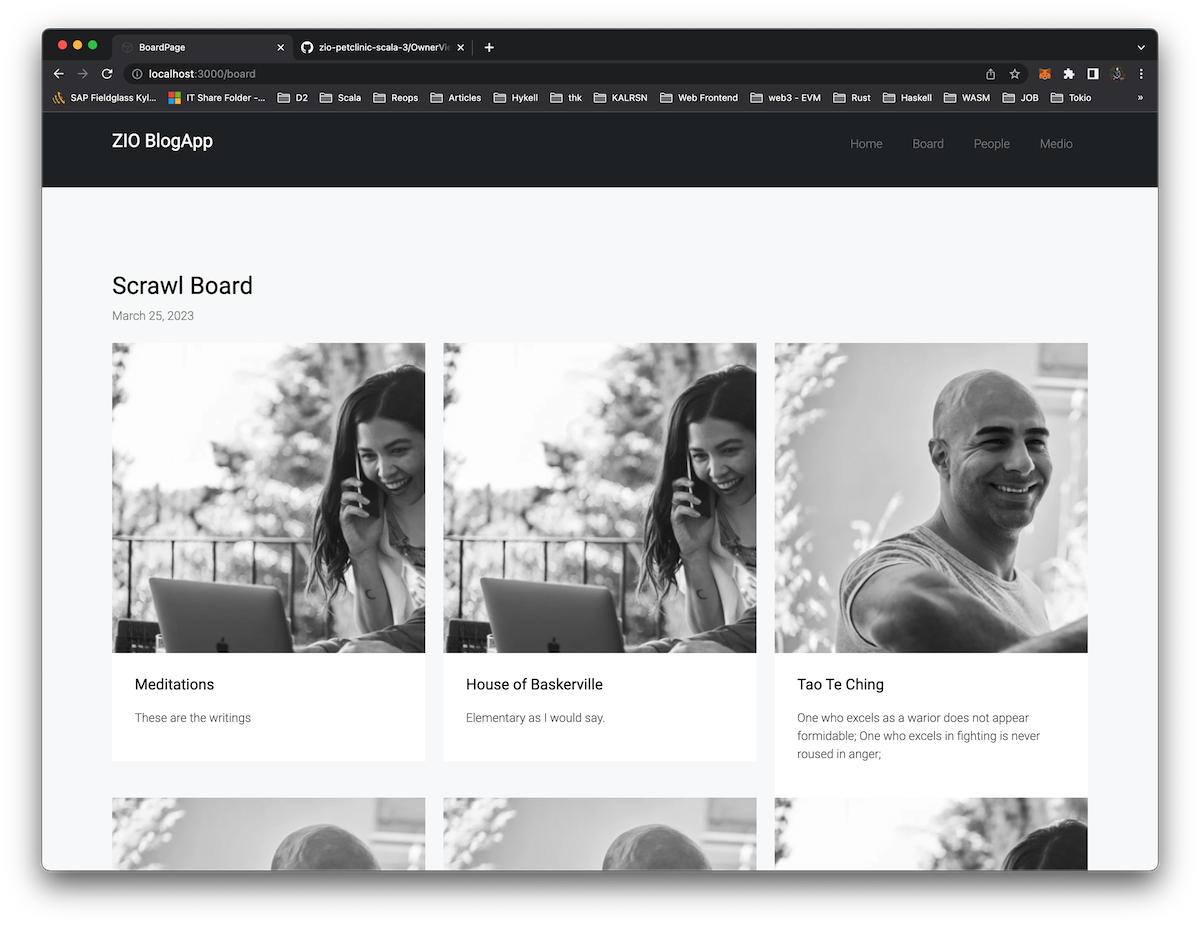 BoardPage
zio-petclinic-scala-3/OwnerVi
localhost:3000/board
SAP Fieldglass Kyl... IT Share Folder -... D2 Scala Reops Articles Hykell thk KALRSN Web Frontend web3 - EVM Rust Haskell WASM JOB Tokio »
ZIO BlogApp
Home Board People Medio
Scrawl Board
March 25, 2023
Meditations
These are the writings
House of Baskerville
Elementary as I would say.
Tao Te Ching
One who excels as a warior does not appear
formidable; One who excels in fighting is never
roused in anger;